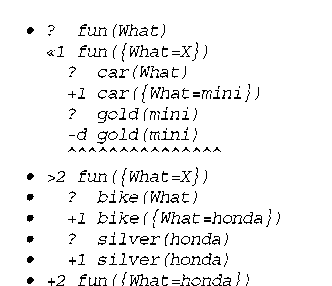 • ? fun(What)
«1 fun({What=X})
? car(What)
+1 car({What=mini})
? gold(mini)
-d gold(mini)
^^^^^^^^^^^^^^
• >2 fun({What=X})
• ? bike(What)
• +1 bike({What=honda})
• ? silver(honda)
• +1 silver(honda)
• +2 fun({What=honda})